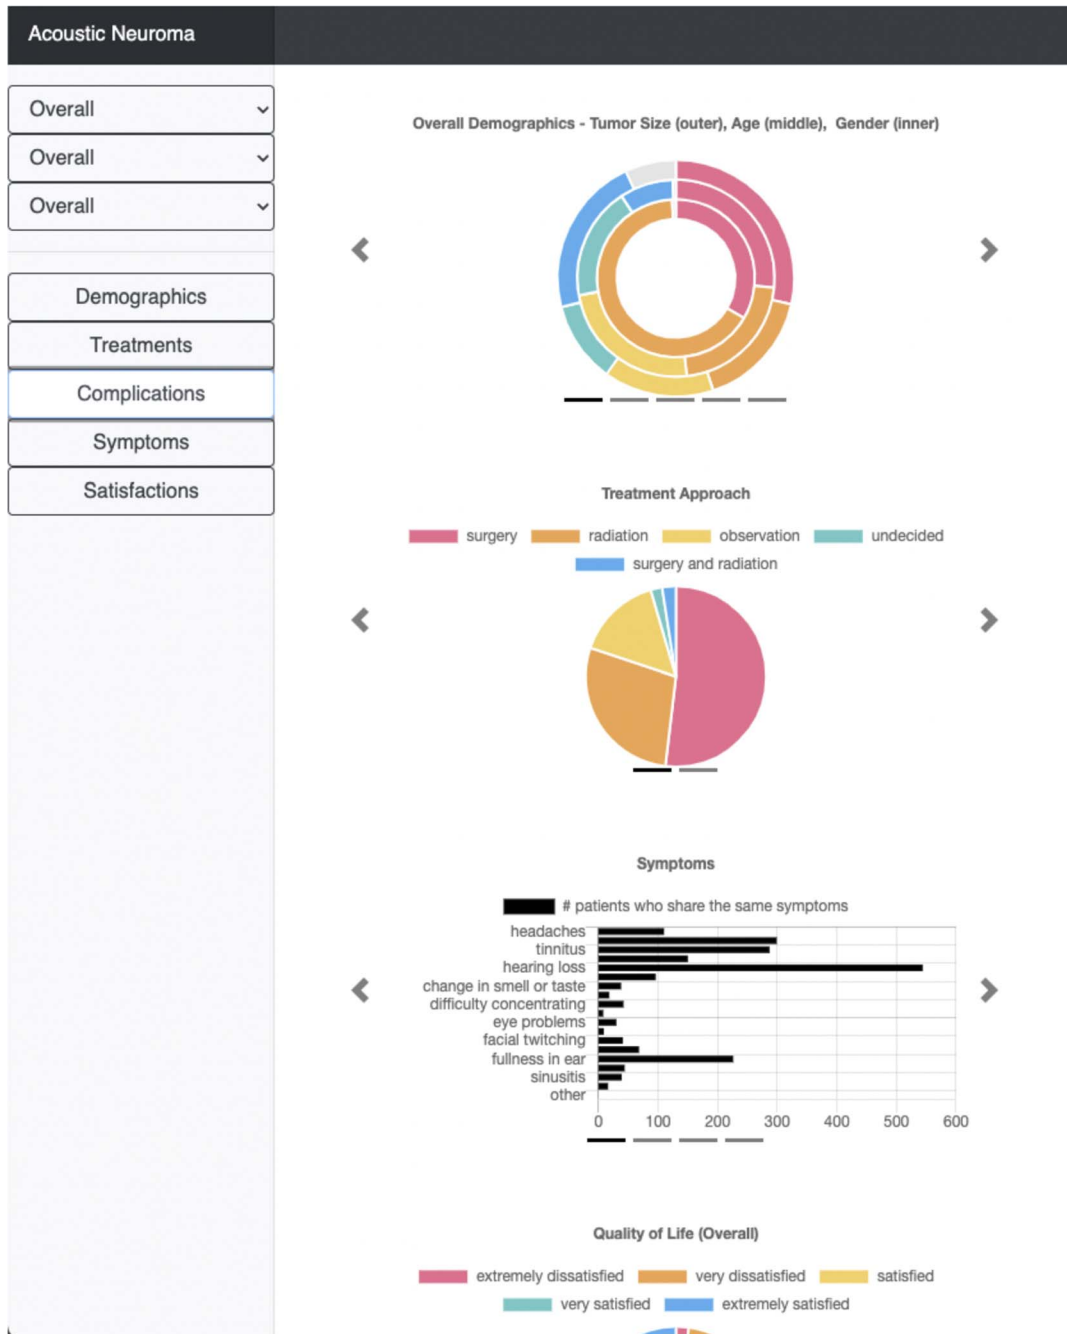 Acoustic Neuroma
Overall
Overall
Overall
Demographics
Treatments
Complications
Symptoms
Satisfactions
Overall Demographics - Tumor Size (outer), Age (middle), Gender (inner)
Treatment Approach
surgery radiation observation undecided
surgery and radiation
Symptoms
# patients who share the same symptoms
headaches
tinnitus
hearing loss
change in smell or taste
difficulty concentrating
eye problems
facial twitching
fullness in ear
sinusitis
other
0 100 200 300 400 500 600
Quality of Life (Overall)
extremely dissatisfied very dissatisfied satisfied
very satisfied extremely satisfied